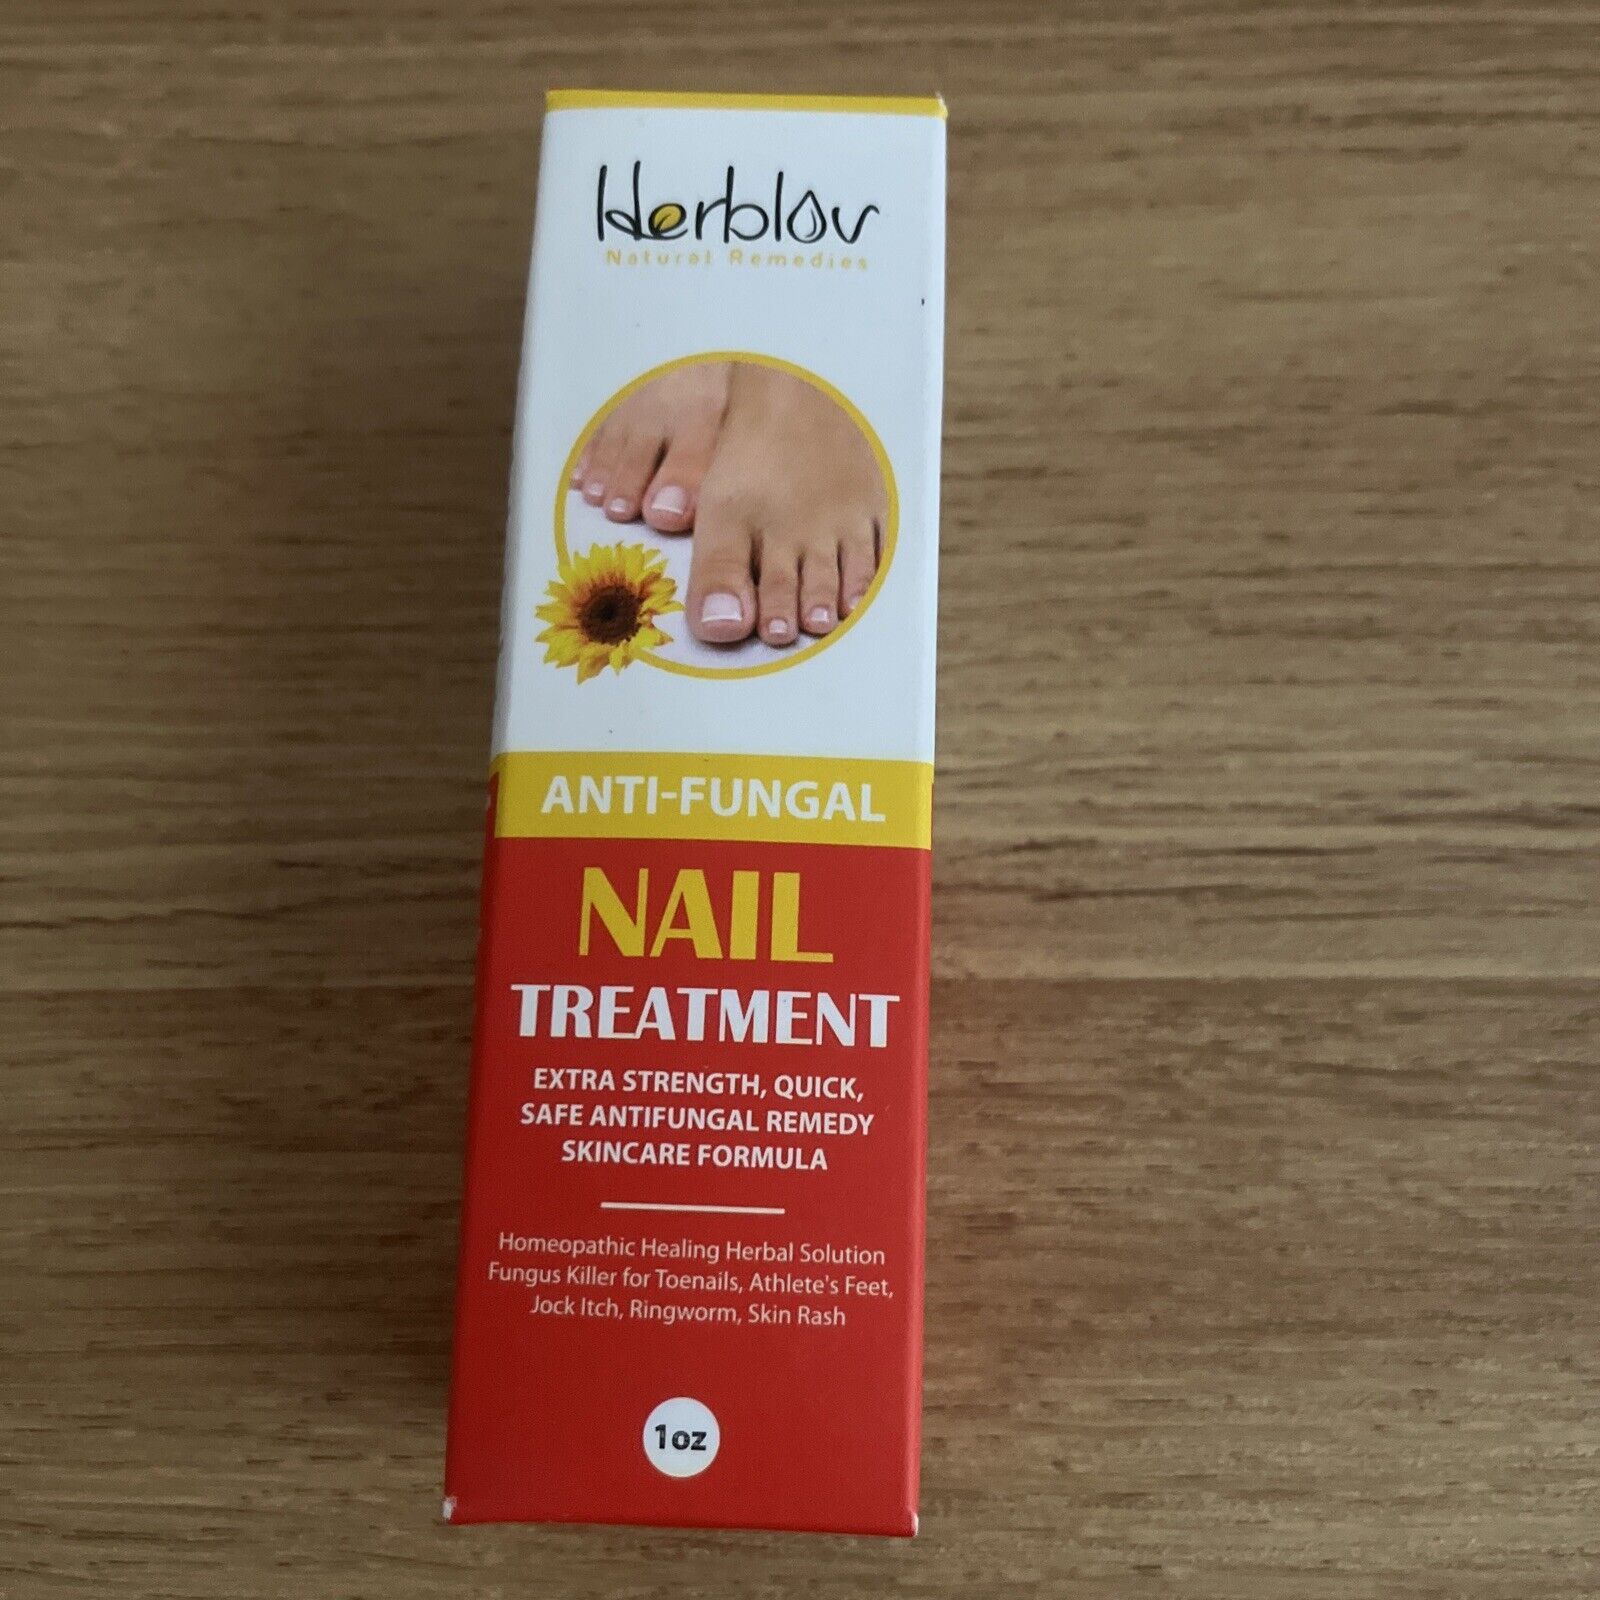 Herblov
Natural Remedies
ANTI-FUNGAL
NAIL
TREATMENT
EXTRA STRENGTH, QUICK,
SAFE ANTIFUNGAL REMEDY
SKINCARE FORMULA
Homeopathic Healing Herbal Solution
Fungus Killer for Toenails, Athlete's Feet,
Jock Itch, Ringworm, Skin Rash
1oz